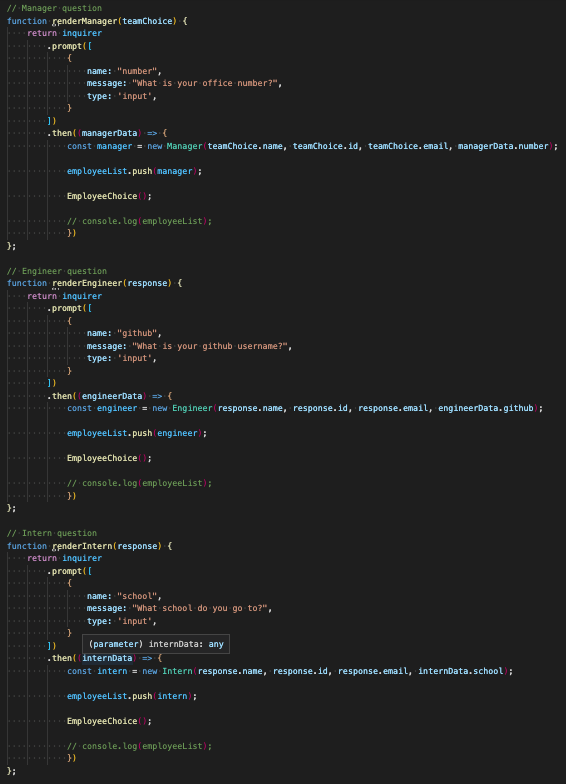 // Manager question
function renderManager(teamChoice) {
return inquirer
.prompt([
{
name: "number",
message: "What is your office number?",
type: 'input',
}
])
.then((managerData) => {
const manager = new Manager(teamChoice.name, teamChoice.id, teamChoice.email, managerData.number);
employeeList.push(manager);
EmployeeChoice();
// console.log(employeeList);
})
};
// Engineer question
function renderEngineer(response) {
return inquirer
.prompt([
{
name: "github",
message: "What is your github username?",
type: 'input',
}
])
.then((engineerData) => {
const engineer = new Engineer(response.name, response.id, response.email, engineerData.github);
employeeList.push(engineer);
EmployeeChoice();
// console.log(employeeList);
})
};
// Intern question
function renderIntern(response) {
return inquirer
.prompt([
{
name: "school",
message: "What school do you go to?",
type: 'input',
}
(parameter) internData: any
])
.then((internData) => {
const intern = new Intern(response.name, response.id, response.email, internData.school);
employeeList.push(intern);
EmployeeChoice();
// console.log(employeeList);
})
};